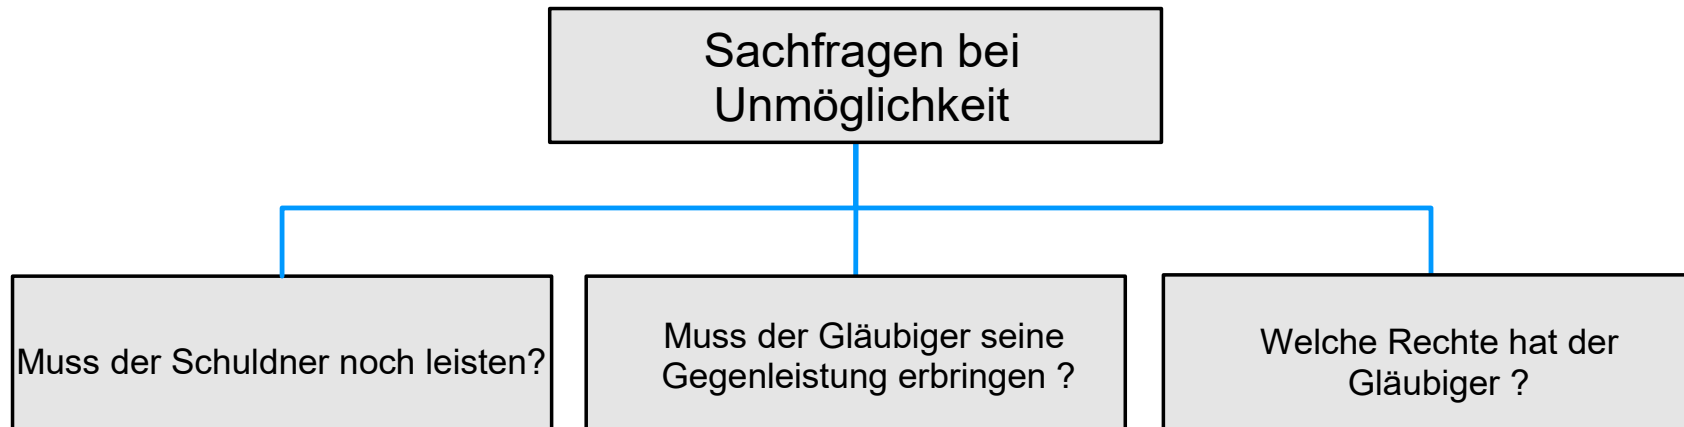 Sachfragen bei
Unmöglichkeit
Muss der Schuldner noch leisten?
Muss der Gläubiger seine
Gegenleistung erbringen ?
Welche Rechte hat der
Gläubiger ?